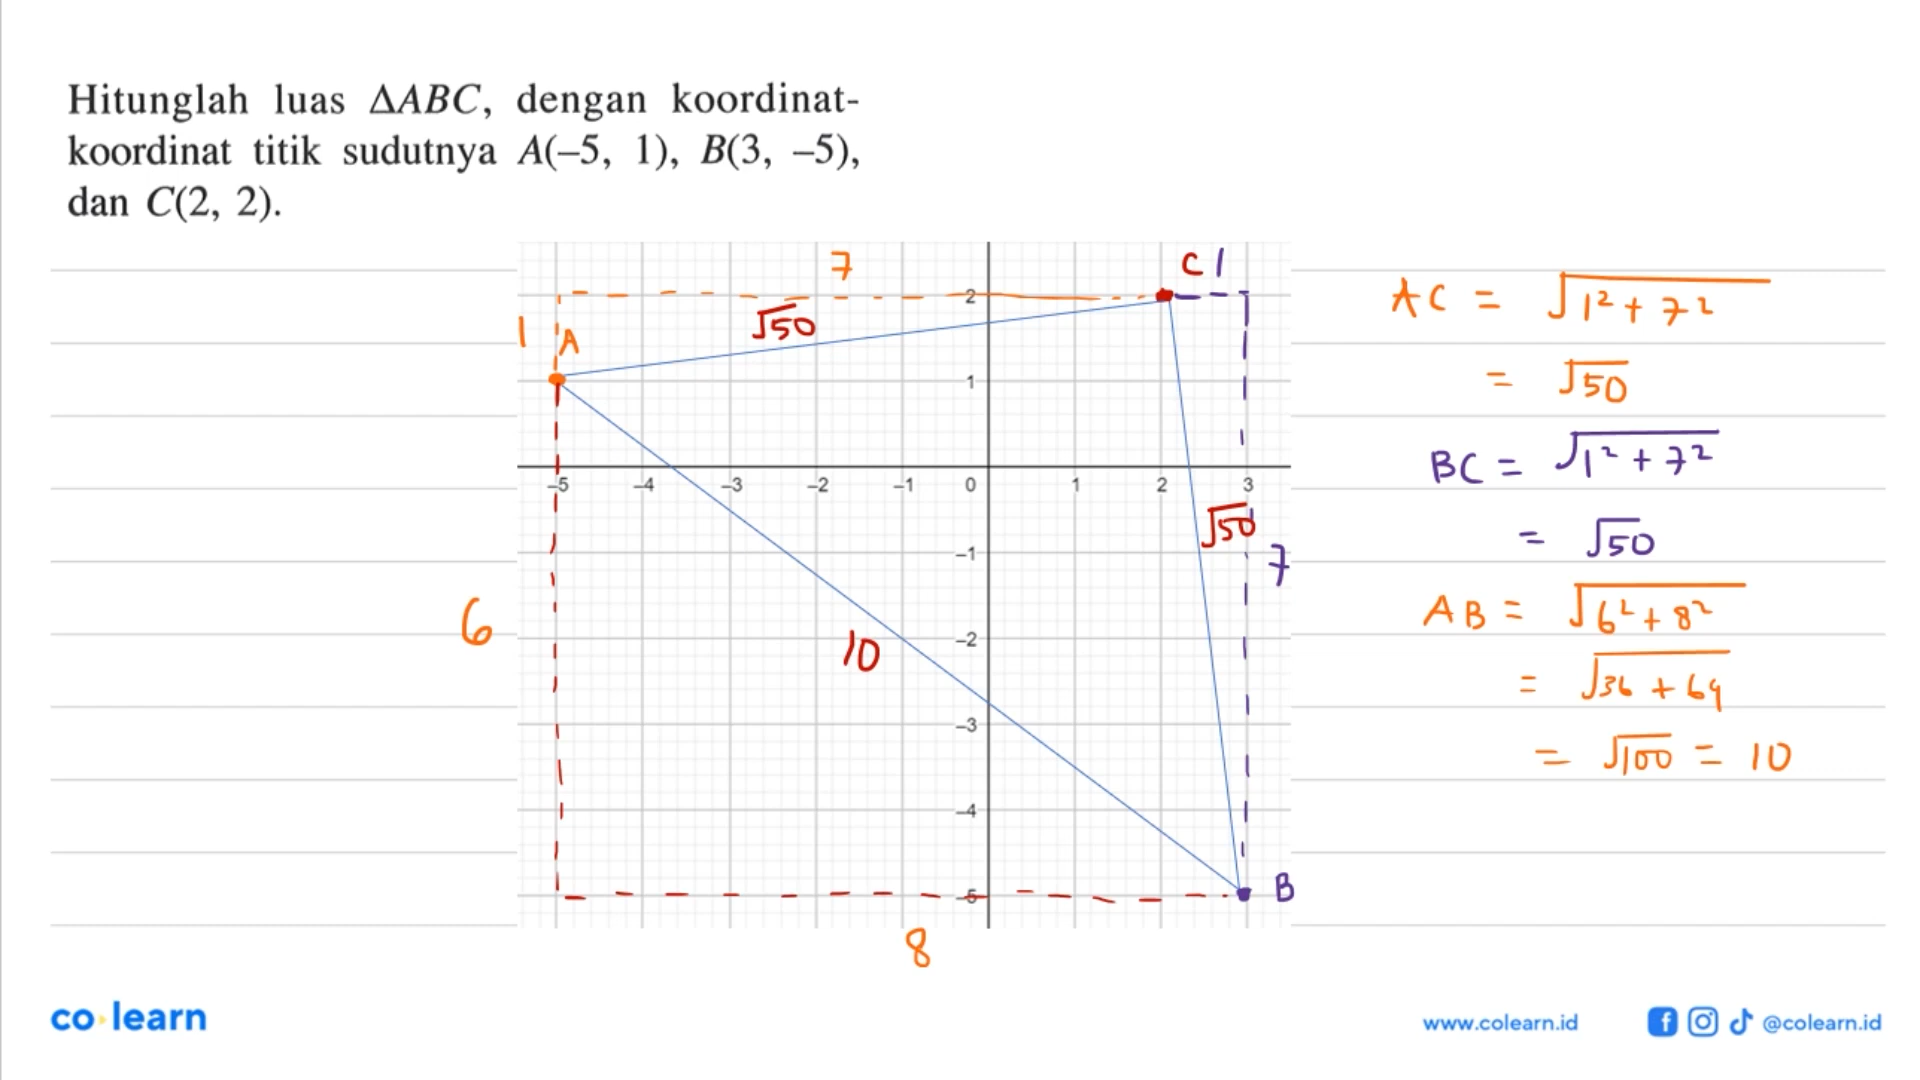 Hitunglah luas ΔABC, dengan koordinat-
koordinat titik sudutnya A(–5, 1), B(3, –5),
dan C(2, 2).
7
C 1
2
√50
1 A
1
–5 –4 –3 –2 –1 0 1 2 3
√50
–1
7
6
–2
10
–3
–4
–5
B
8
AC = √1² + 7²
= √50
BC = √1² + 7²
= √50
AB = √6² + 8²
= √36 + 64
= √100 = 10
co learn
www.colearn.id @colearn.id